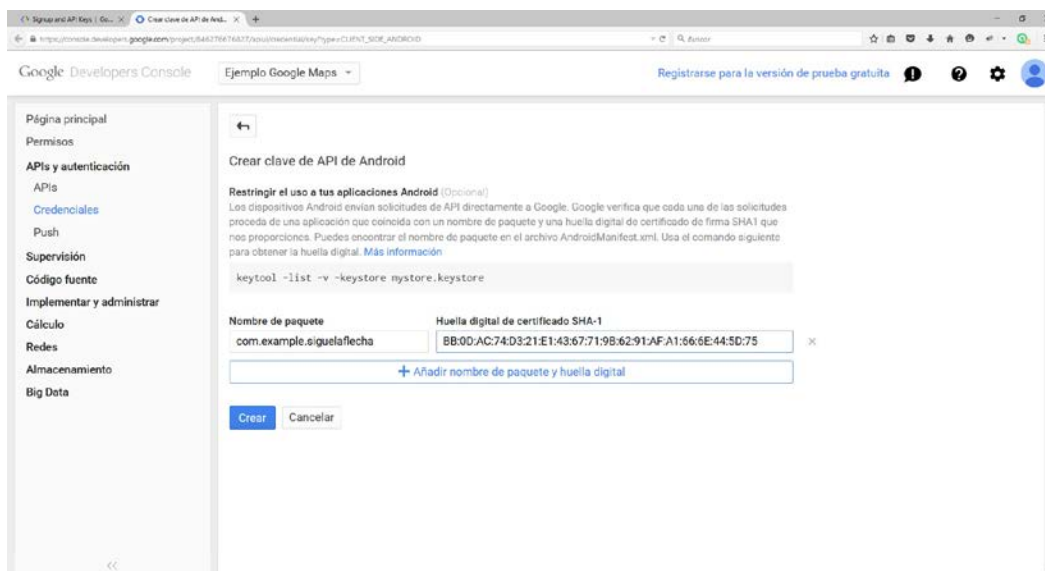 Signup and API Keys | Go...
Crear clave de API de And...
https://console.developers.google.com/project/
CLIENT_SIDE_ANDROID
Buscar
Google Developers Console
Ejemplo Google Maps
Registrarse para la versión de prueba gratuita
Página principal
Permisos
APIs y autenticación
APIs
Credenciales
Push
Supervisión
Código fuente
Implementar y administrar
Cálculo
Redes
Almacenamiento
Big Data
<<
Crear clave de API de Android
Restringir el uso a tus aplicaciones Android (Opcional)
Los dispositivos Android envían solicitudes de API directamente a Google. Google verifica que cada una de las solicitudes
proceda de una aplicación que coincida con un nombre de paquete y una huella digital de certificado de firma SHA1 que
nos proporciones. Puedes encontrar el nombre de paquete en el archivo AndroidManifest.xml. Usa el comando siguiente
para obtener la huella digital. Más información
keytool -list -v -keystore mystore.keystore
Nombre de paquete
Huella digital de certificado SHA-1
com.example.siguelaflecha
BB:0D:AC:74:D3:21:E1:43:67:71:9B:62:91:AF:A1:66:6E:44:5D:75
+ Añadir nombre de paquete y huella digital
Crear
Cancelar